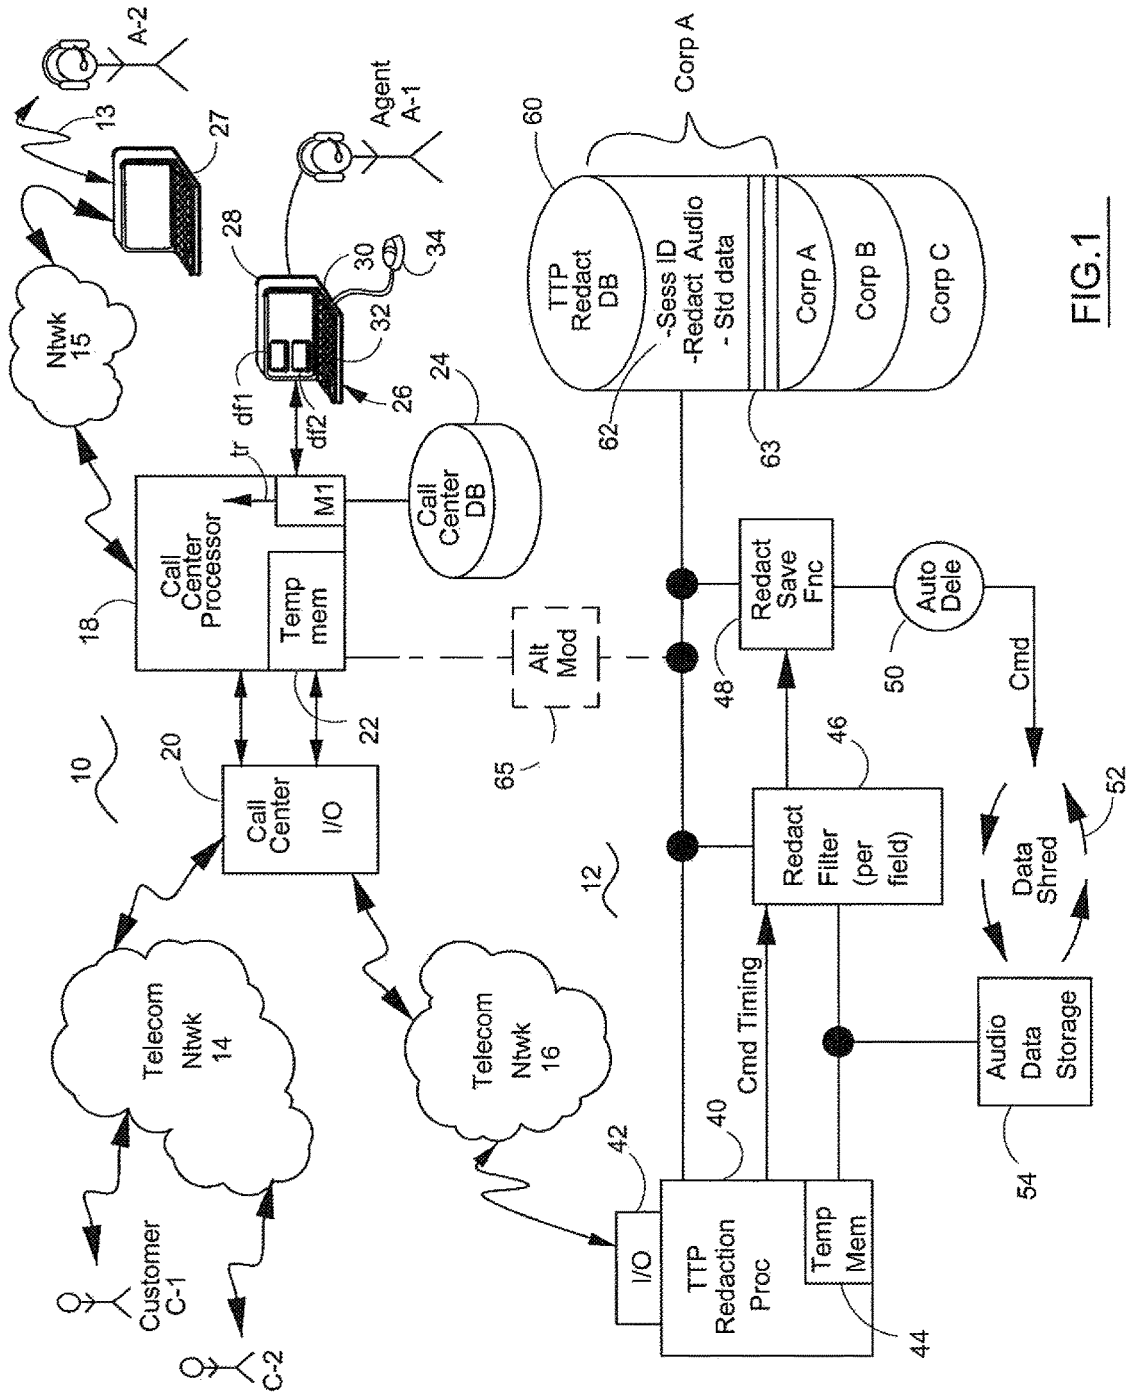 A-2
13
27
Ntwk
15
28
Agent
A-1
30
34
32
df1
df2
26
tr
24
Call
Center
DB
M1
Call
Center
Processor
18
Temp
mem
22
10
20
Call
Center
I/O
Telecom
Ntwk
14
Telecom
Ntwk
16
Customer
C-1
C-2
Alt
Mod
65
12
60
TTP
Redact
DB
62
-Sess ID
-Redact Audio
- Std data
63
Corp A
Corp A
Corp B
Corp C
48
Redact
Save
Fnc
50
Auto
Dele
Cmd
46
Redact
Filter
(per
field)
Cmd Timing
52
Data
Shred
Audio
Data
Storage
54
40
42
I/O
TTP
Redaction
Proc
Temp
Mem
44
FIG.1